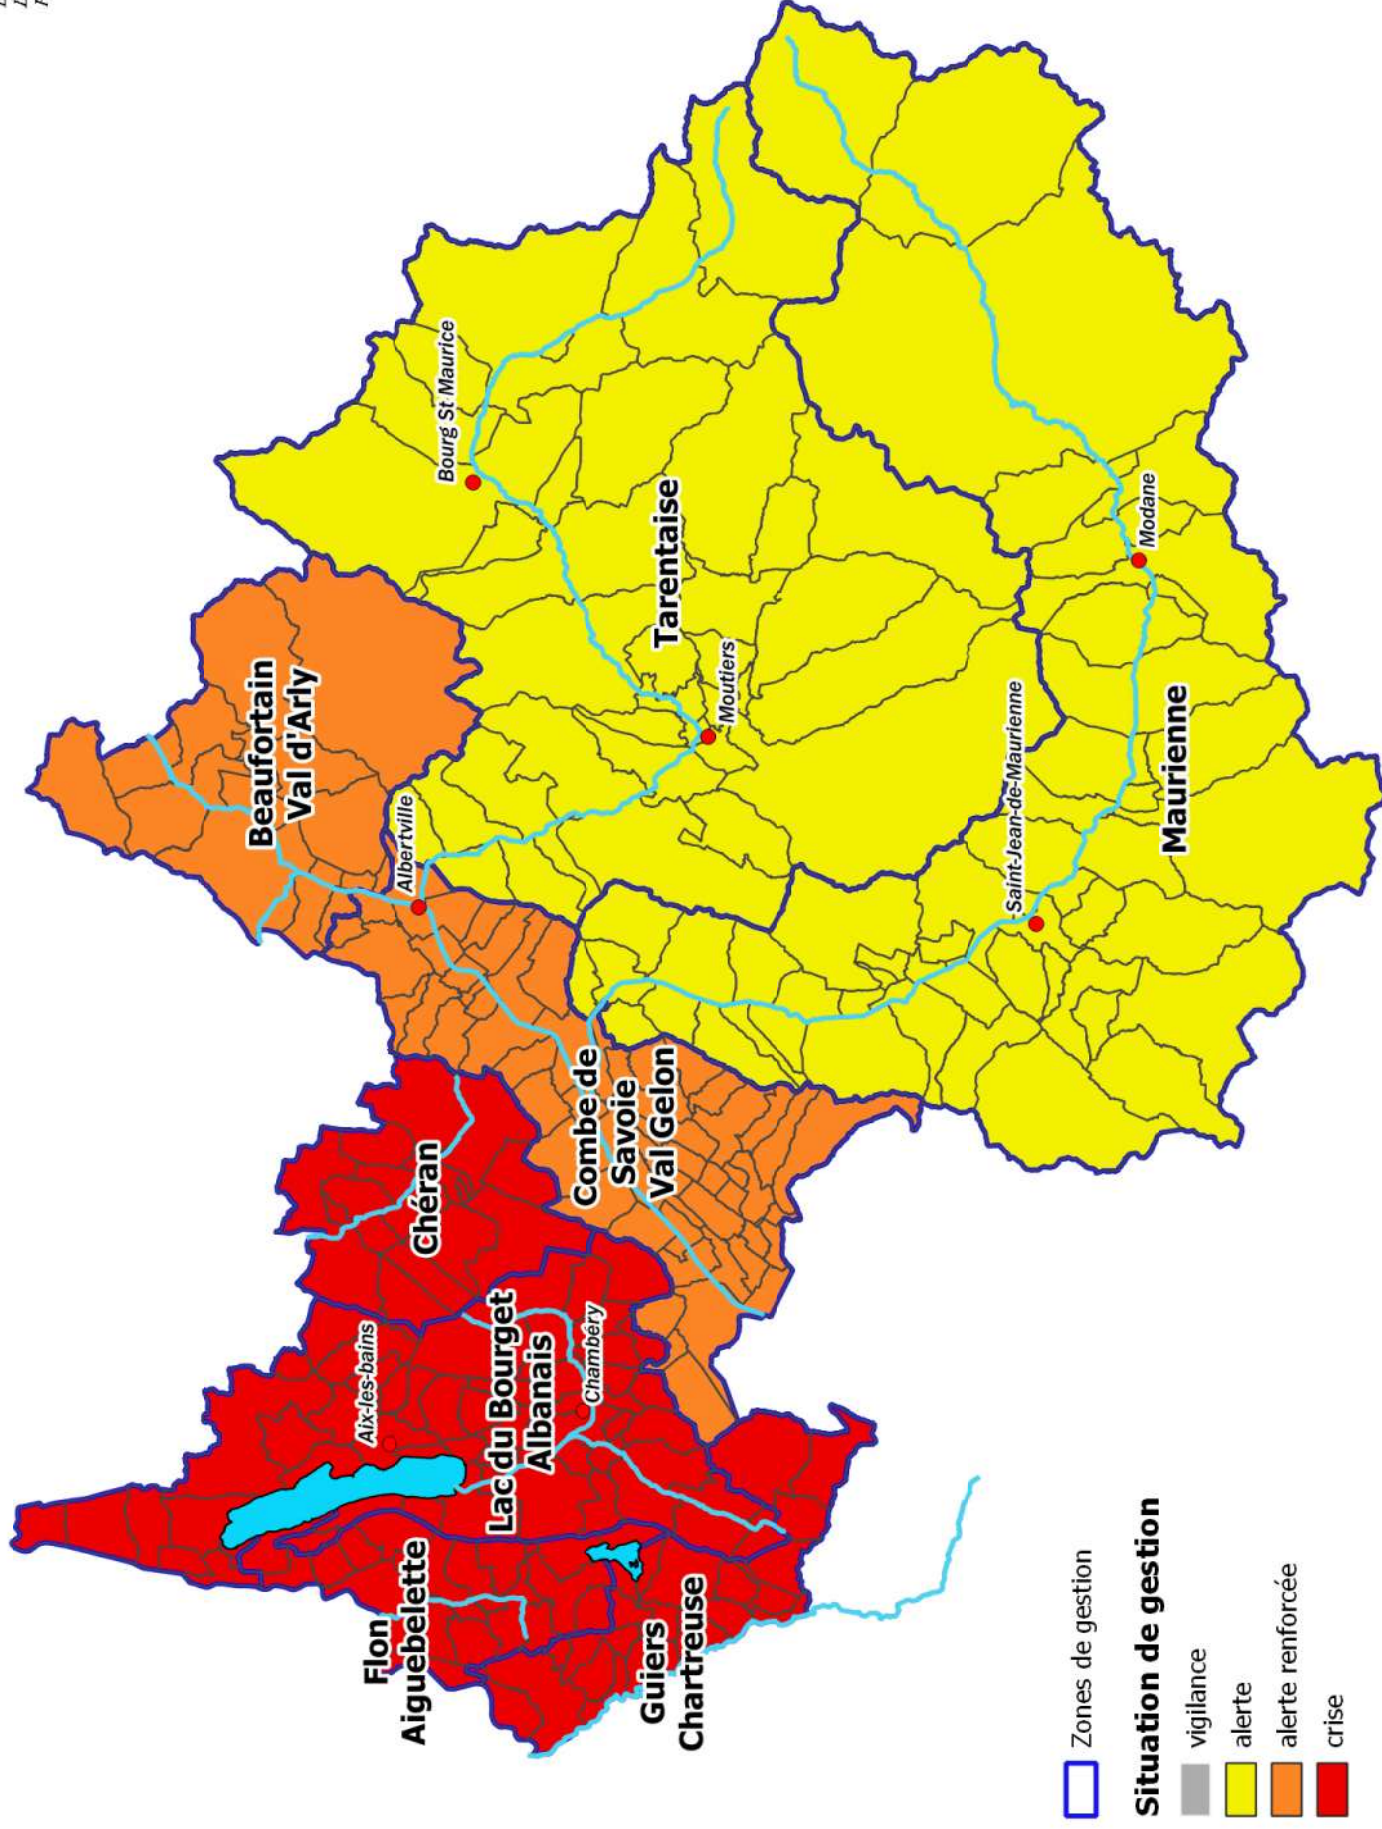 Beaufortain
Val d'Arly
Bourg St Maurice
Albertville
Tarentaise
Moutiers
Chéran
Combe de
Savoie
Val Gelon
Aix-les-bains
Lac du Bourget
Albanais
Chambéry
Flon
Aiguebelette
Guiers
Chartreuse
Saint-Jean-de-Maurienne
Modane
Maurienne
Zones de gestion
Situation de gestion
vigilance
alerte
alerte renforcée
crise